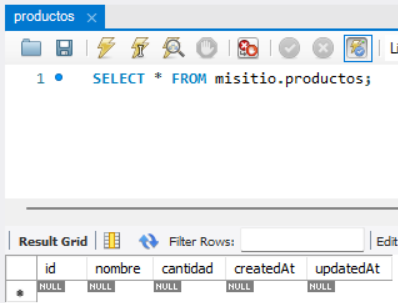 productos
Li
1 SELECT * FROM misitio.productos;
Result Grid Filter Rows: Edit
id nombre cantidad createdAt updatedAt
NULL NULL NULL NULL NULL